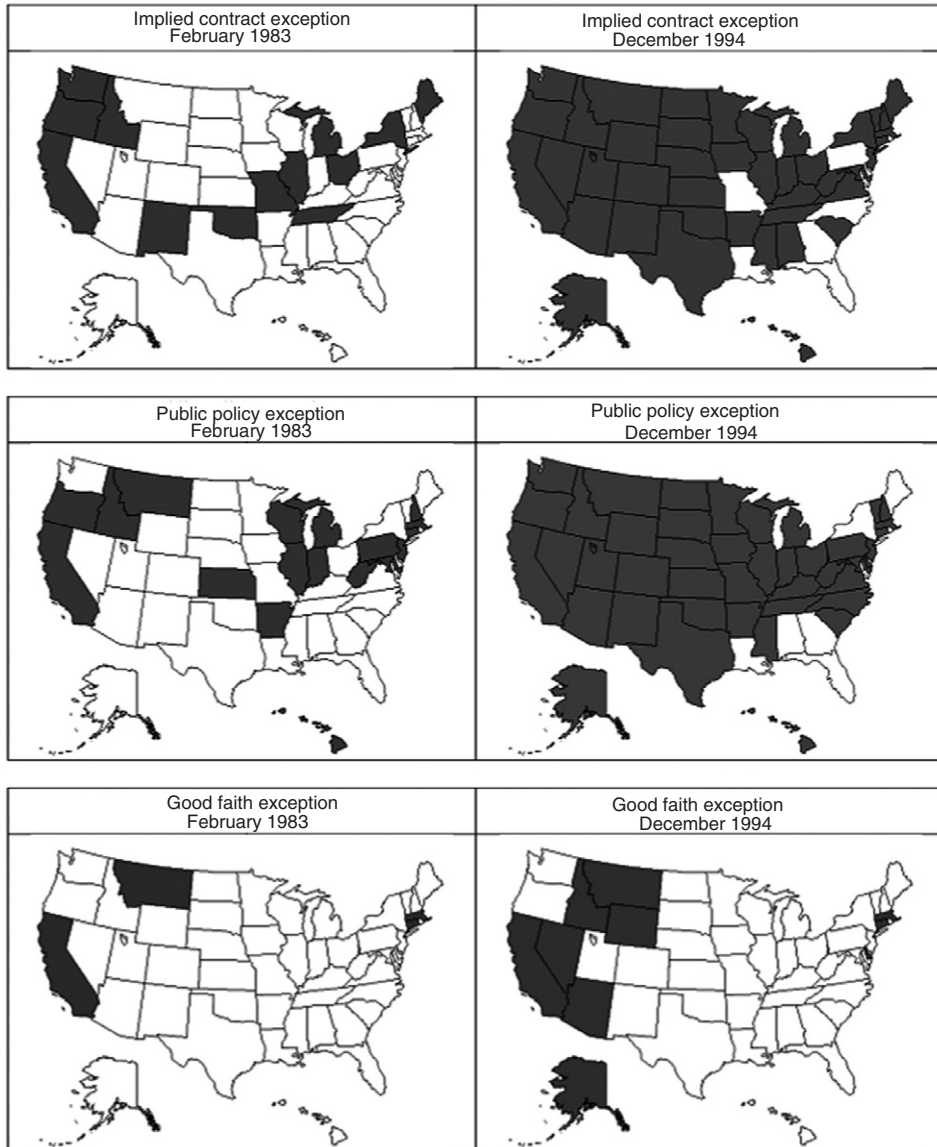 Implied contract exception
February 1983
Implied contract exception
December 1994
Public policy exception
February 1983
Public policy exception
December 1994
Good faith exception
February 1983
Good faith exception
December 1994